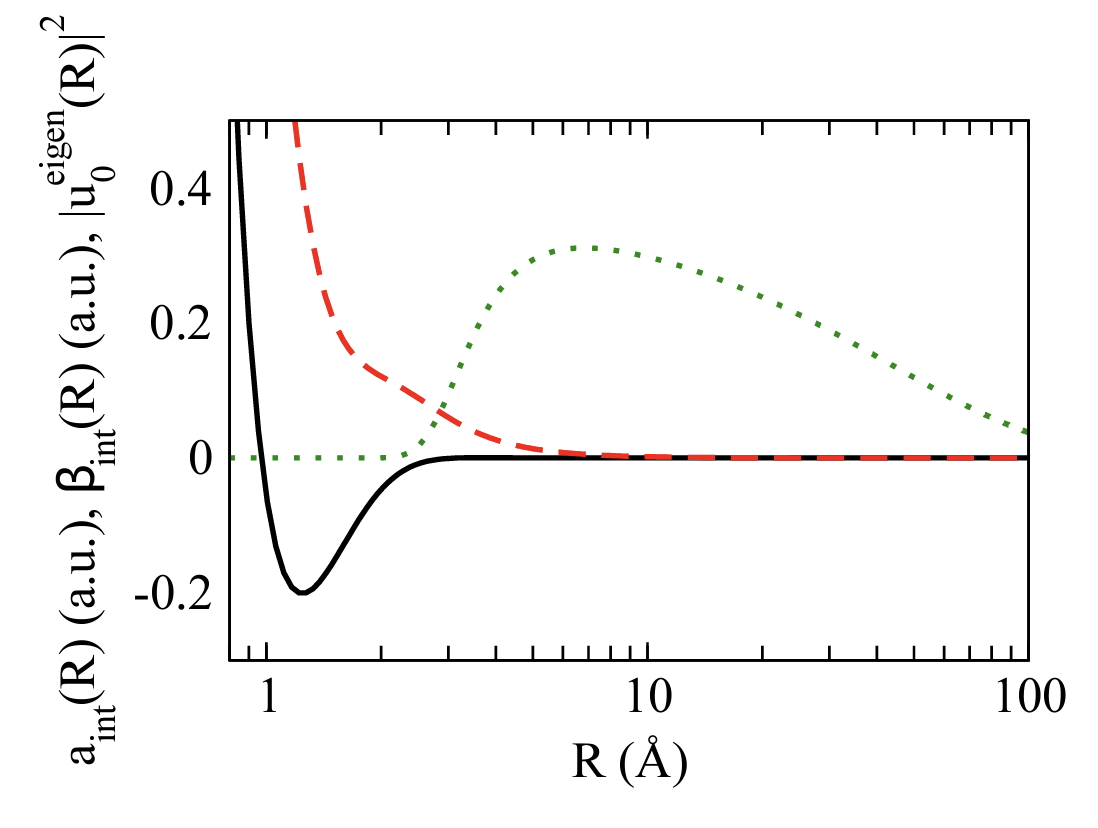 a_int(R) (a.u.), β_int(R) (a.u.), |u_0^eigen(R)|^2
0.4
0.2
0
-0.2
1 10 100
R (Å)